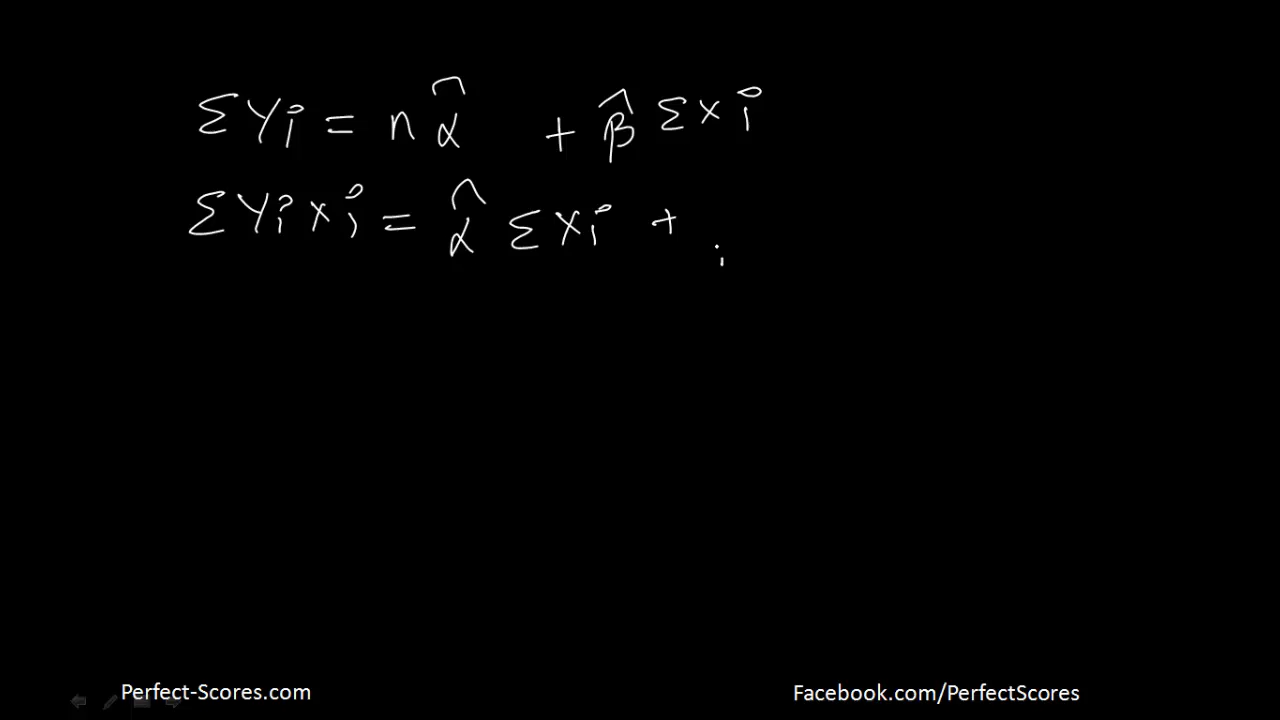 ΣYi = nα̂ + β̂ ΣXi
ΣYiXi = α̂ ΣXi +
Perfect-Scores.com
Facebook.com/PerfectScores